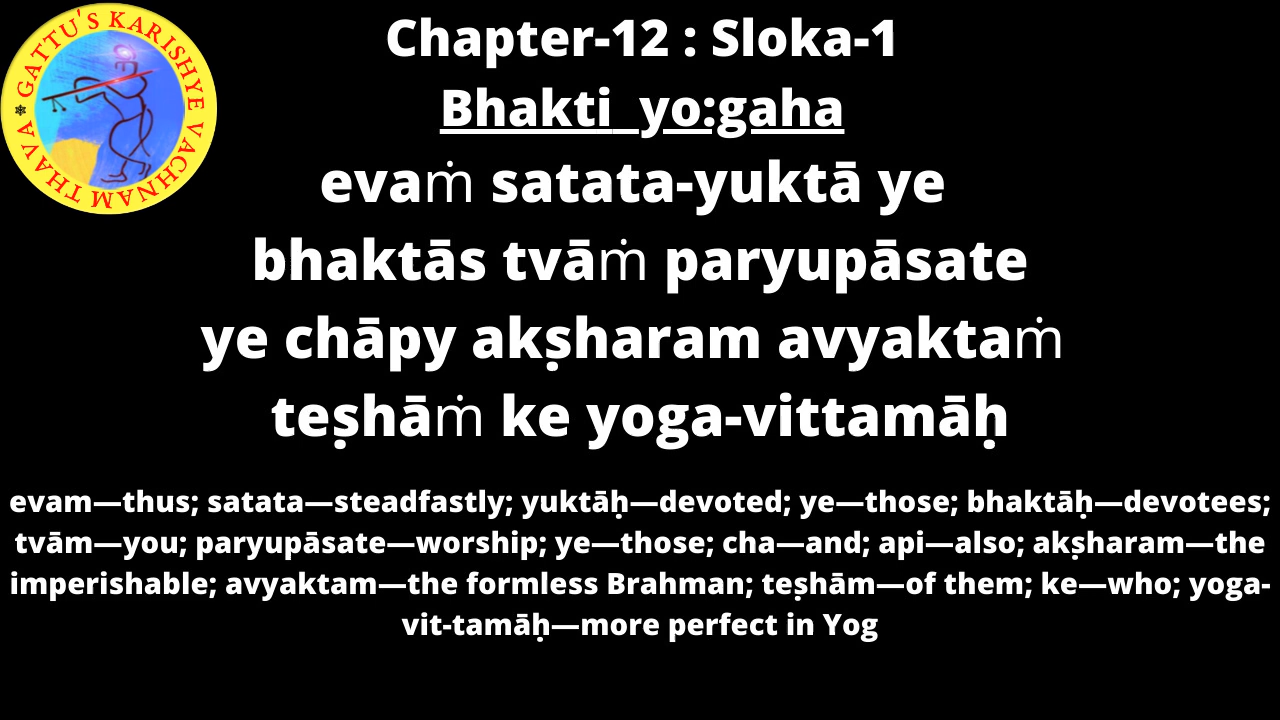 GATTU'S KARISHYE VACHNAM THAVA
Chapter-12 : Sloka-1
Bhakti yo:gaha
evaṁ satata-yuktā ye
bhaktās tvāṁ paryupāsate
ye chāpy akṣharam avyaktaṁ
teṣhāṁ ke yoga-vittamāḥ
evam—thus; satata—steadfastly; yuktāḥ—devoted; ye—those; bhaktāḥ—devotees;
tvām—you; paryupāsate—worship; ye—those; cha—and; api—also; akṣharam—the
imperishable; avyaktam—the formless Brahman; teṣhām—of them; ke—who; yoga-
vit-tamāḥ—more perfect in Yog